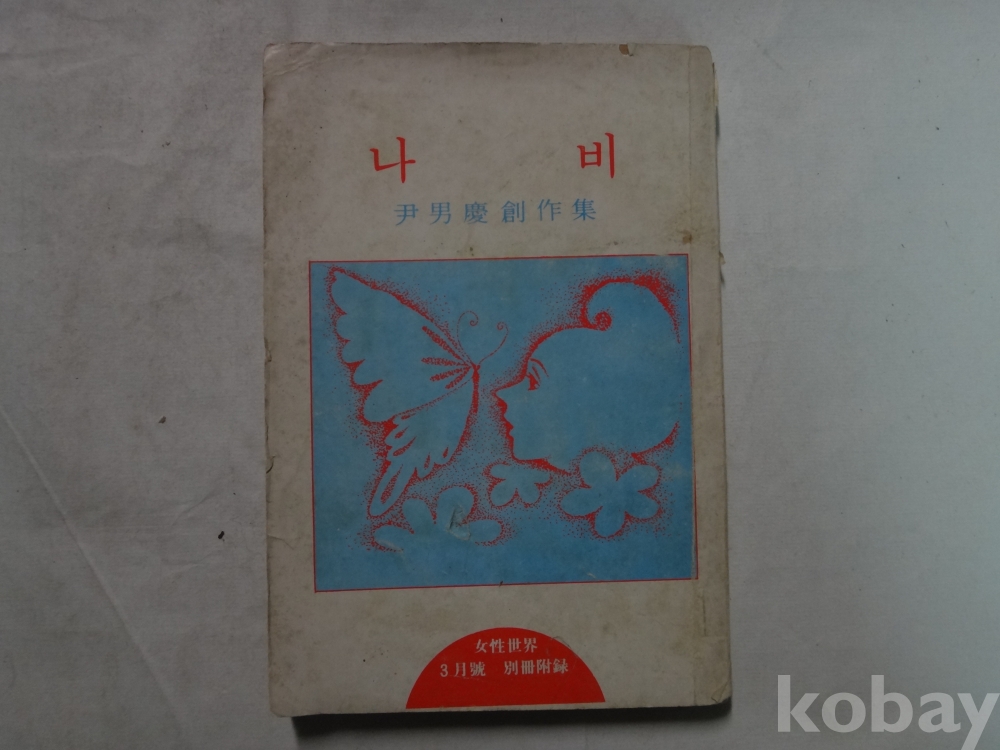 나 비
尹男慶創作集
女性世界
3月號 別冊附録
kobay